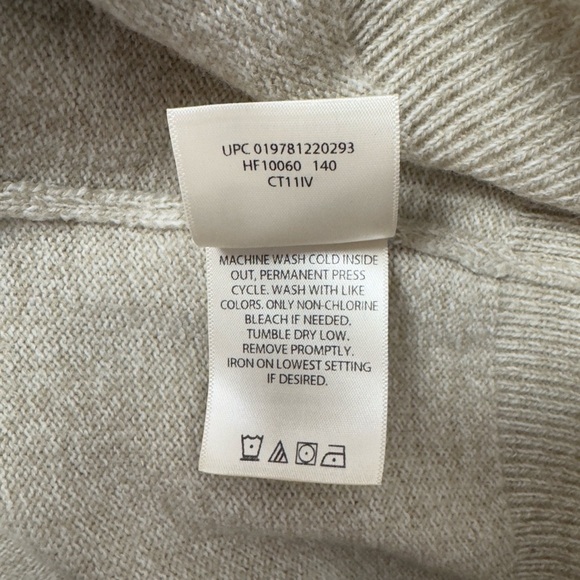 UPC 019781220293
HF10060 140
CT11IV
MACHINE WASH COLD INSIDE
OUT, PERMANENT PRESS
CYCLE. WASH WITH LIKE
COLORS. ONLY NON-CHLORINE
BLEACH IF NEEDED.
TUMBLE DRY LOW.
REMOVE PROMPTLY.
IRON ON LOWEST SETTING
IF DESIRED.